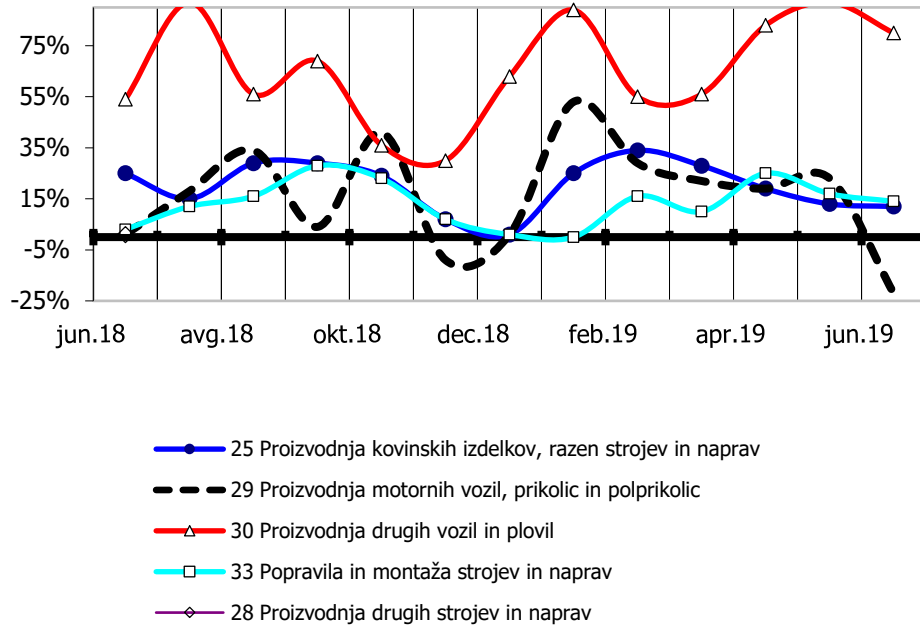 75%
55%
35%
15%
-5%
-25%
jun.18 avg.18 okt.18 dec.18 feb.19 apr.19 jun.19
25 Proizvodnja kovinskih izdelkov, razen strojev in naprav
29 Proizvodnja motornih vozil, prikolic in polprikolic
30 Proizvodnja drugih vozil in plovil
33 Popravila in montaža strojev in naprav
28 Proizvodnja drugih strojev in naprav